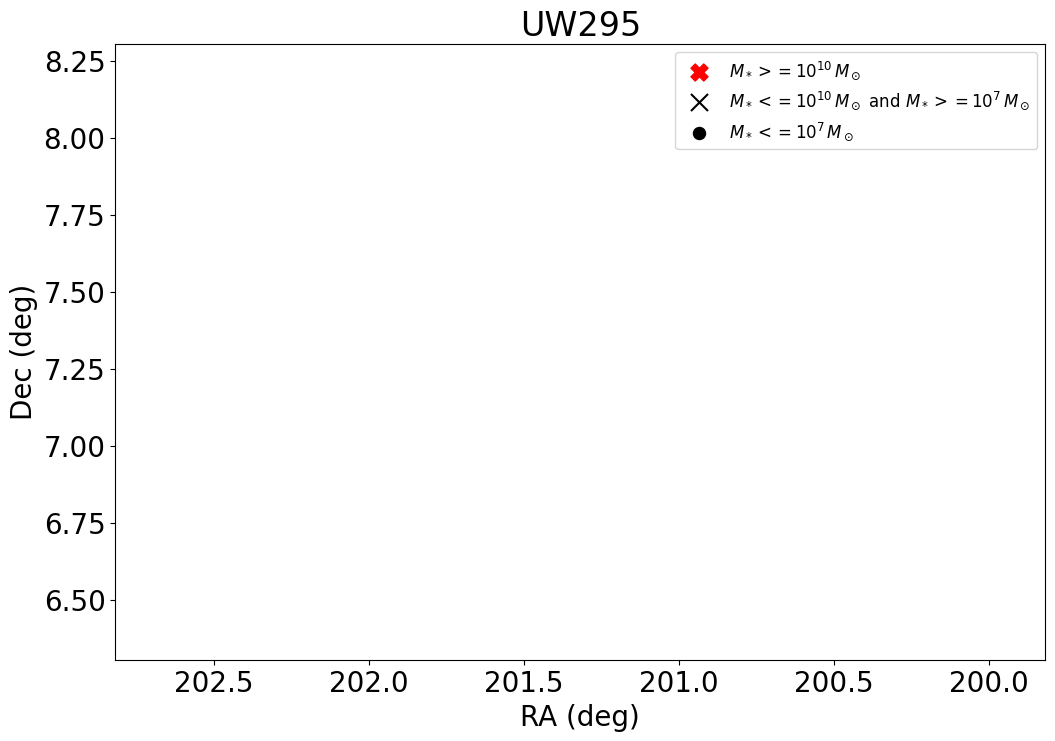 UW295
8.25
8.00
7.75
7.50
7.25
7.00
6.75
6.50
Dec (deg)
M* >= 10^10 M⊙
M* <= 10^10 M⊙ and M* >= 10^7 M⊙
M* <= 10^7 M⊙
202.5 202.0 201.5 201.0 200.5 200.0
RA (deg)